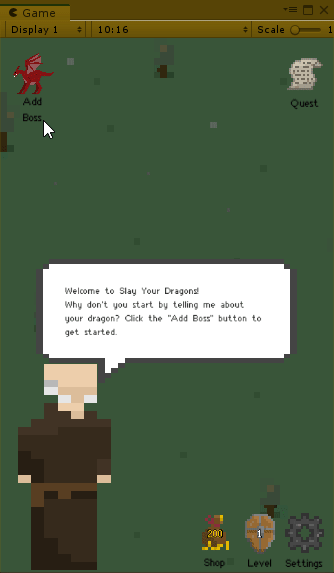 Game
Display 1
10:16
Scale
1
Add
Boss
Quest
Welcome to Slay Your Dragons!
Why don't you start by telling me about
your dragon? Click the "Add Boss" button to
get started.
200
1
Shop
Level
Settings